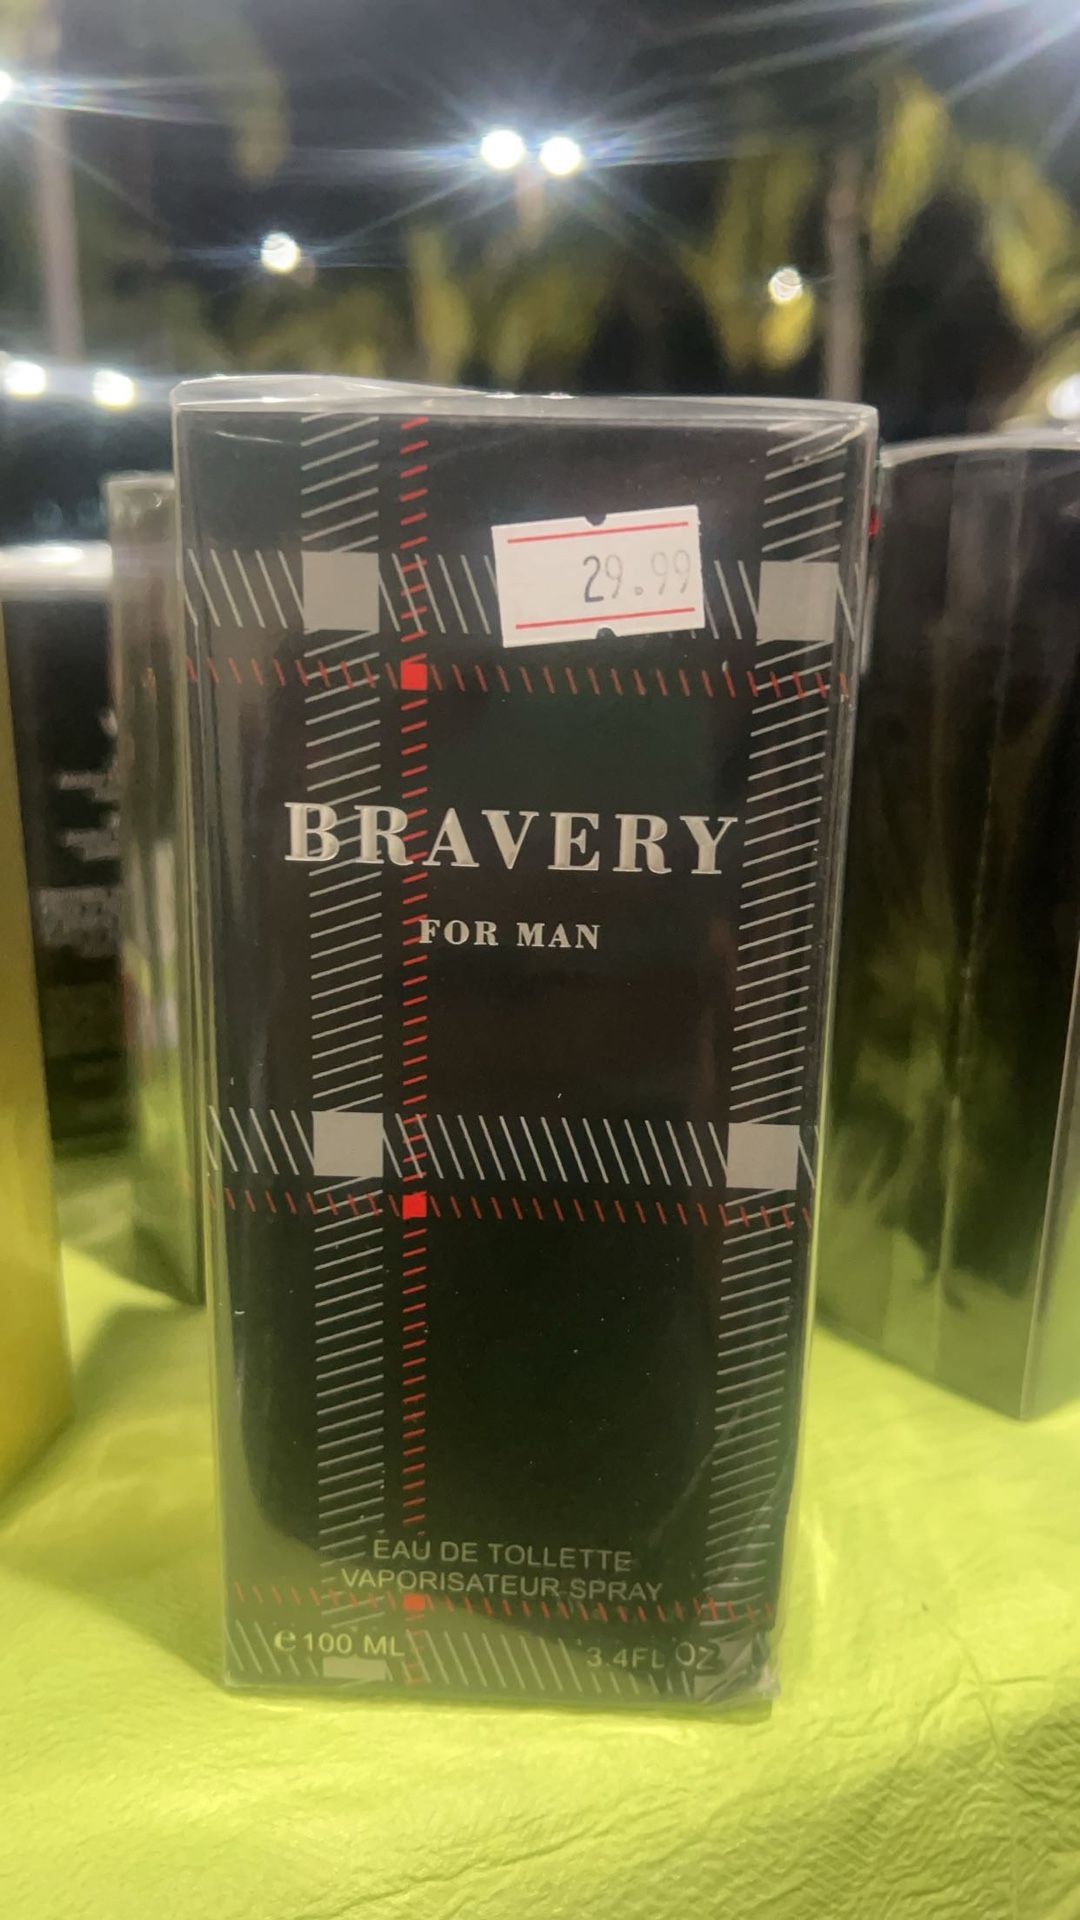 29.99
BRAVERY
FOR MAN
EAU DE TOLLETTE
VAPORISATEUR SPRAY
e 100 ML 3.4FL OZ